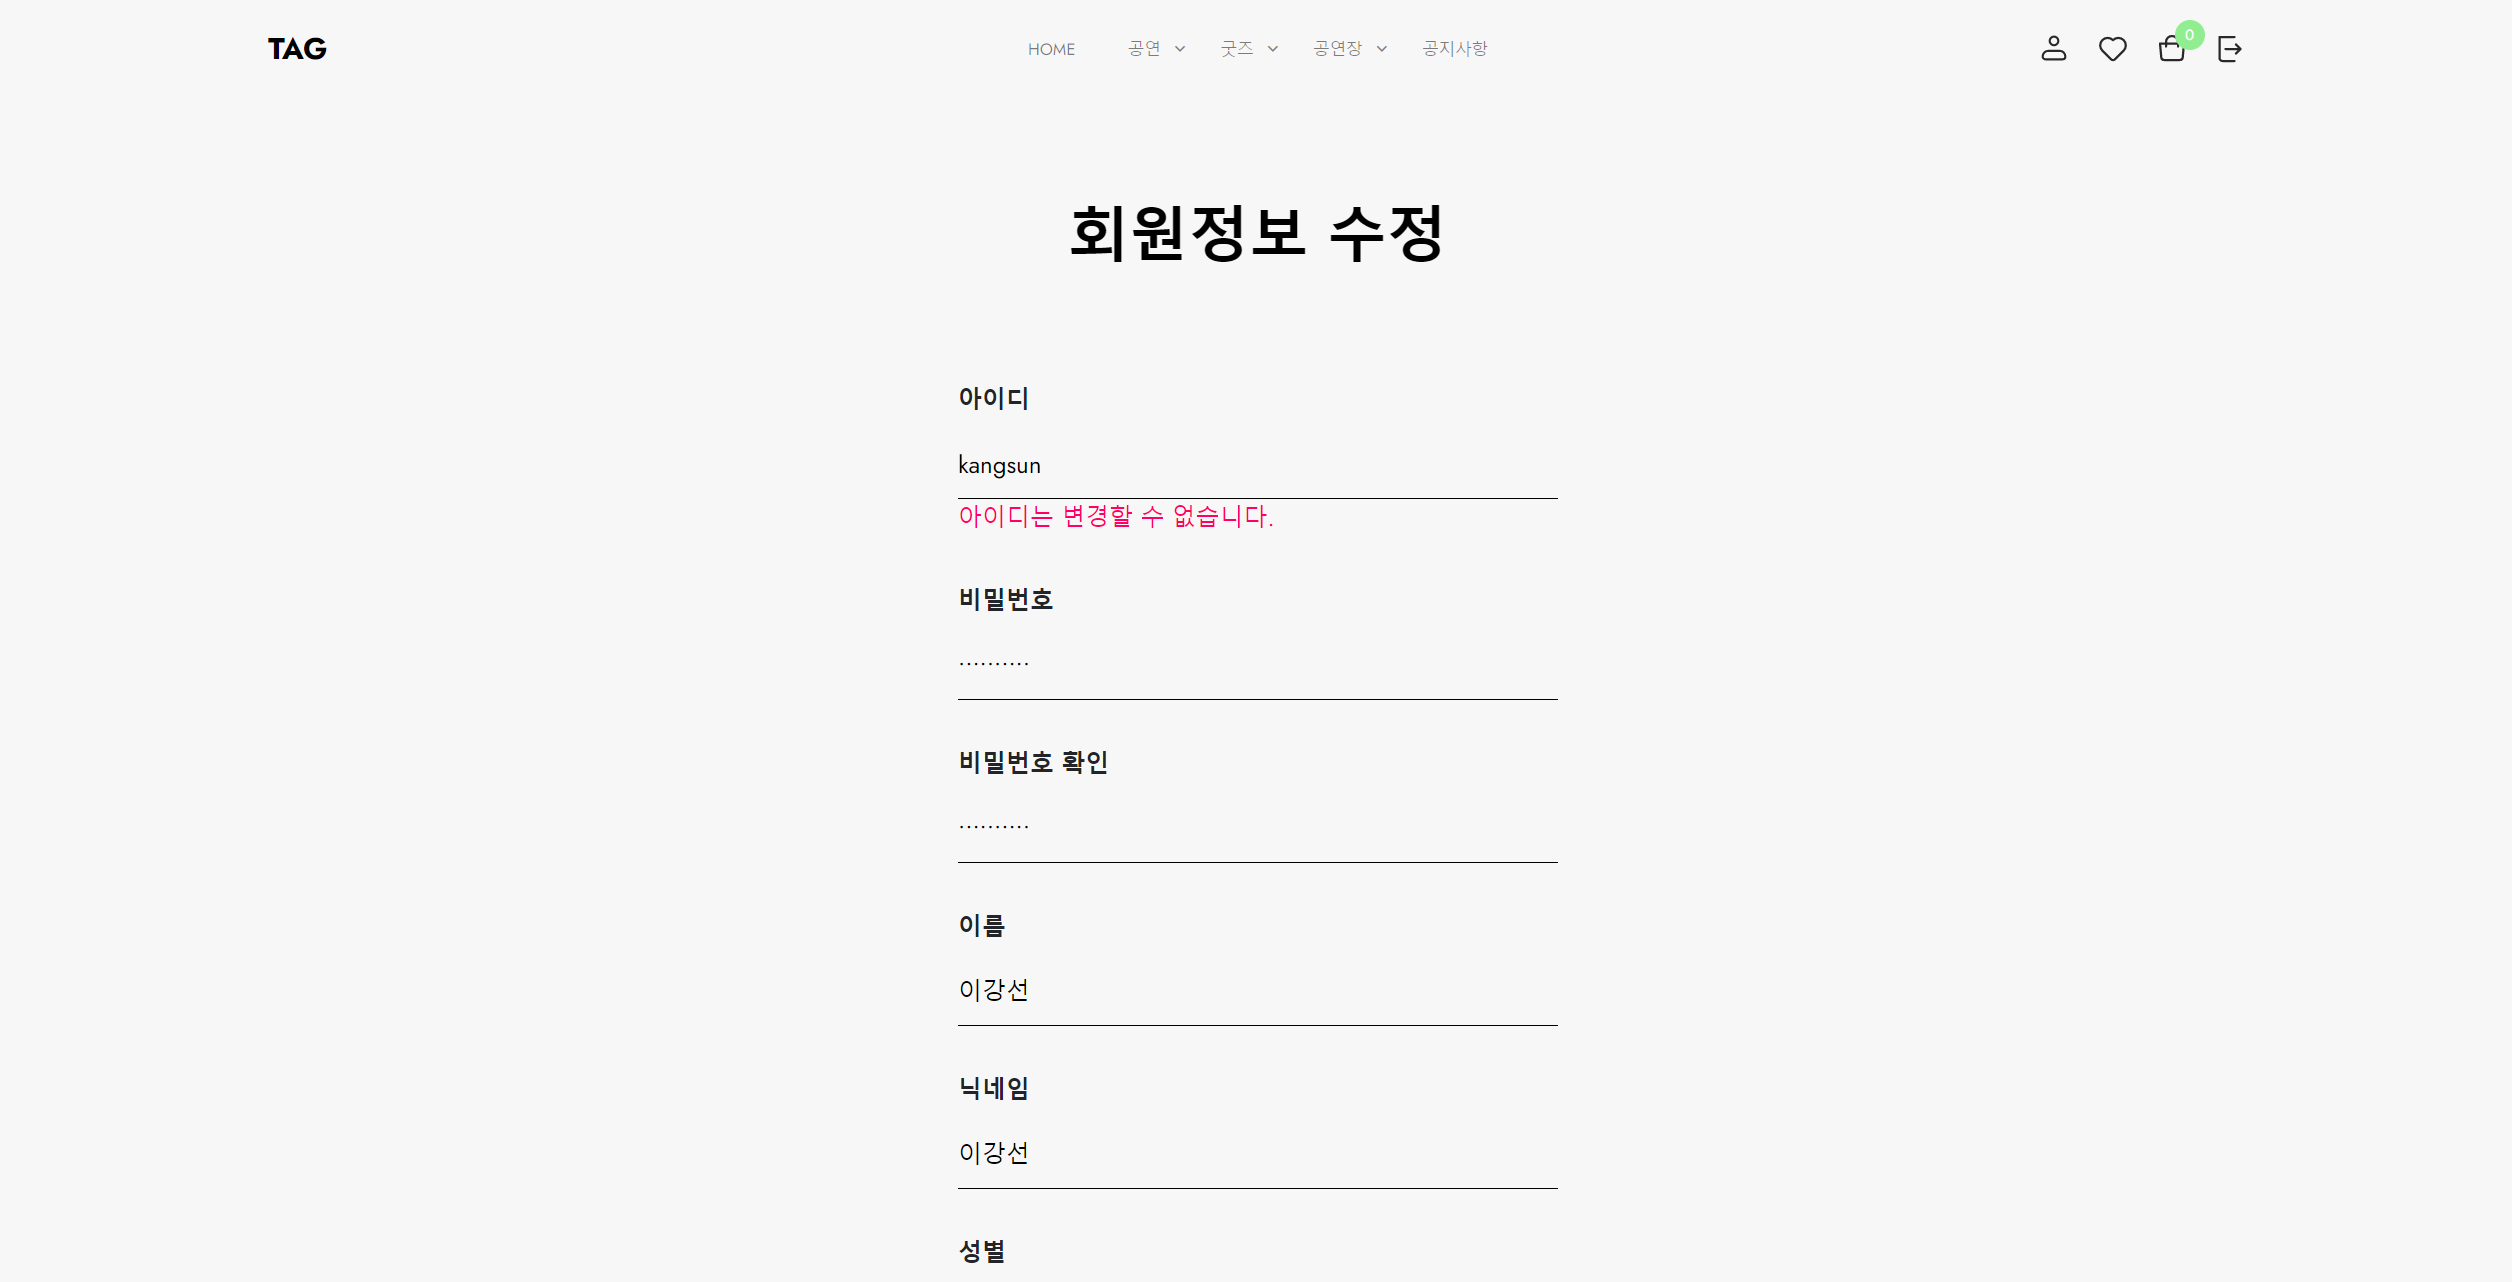 TAG
HOME 공연 굿즈 공연장 공지사항
0
회원정보 수정
아이디
kangsun
아이디는 변경할 수 없습니다.
비밀번호
··········
비밀번호 확인
··········
이름
이강선
닉네임
이강선
성별